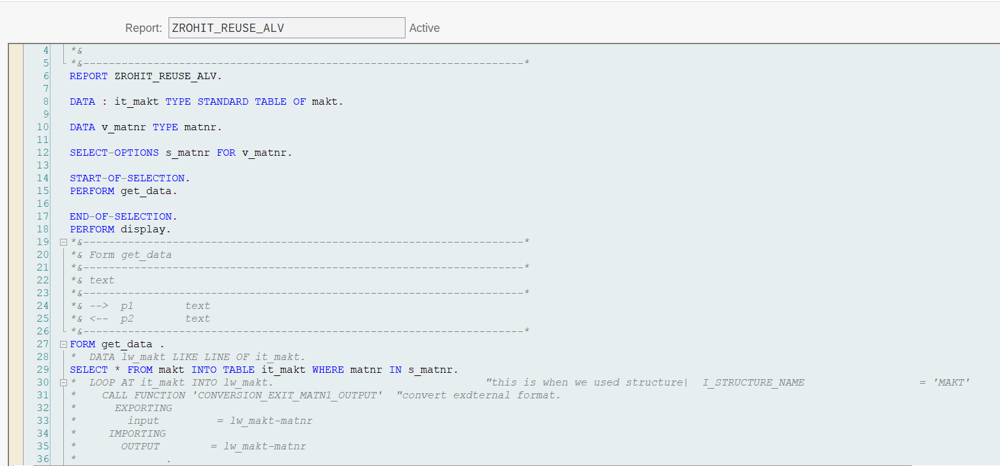 Report: ZROHIT_REUSE_ALV Active
4 *&
5 *&---------------------------------------------------------------------*
6 REPORT ZROHIT_REUSE_ALV.
7
8 DATA : it_makt TYPE STANDARD TABLE OF makt.
9
10 DATA v_matnr TYPE matnr.
11
12 SELECT-OPTIONS s_matnr FOR v_matnr.
13
14 START-OF-SELECTION.
15 PERFORM get_data.
16
17 END-OF-SELECTION.
18 PERFORM display.
19 *&---------------------------------------------------------------------*
20 *& Form get_data
21 *&---------------------------------------------------------------------*
22 *& text
23 *&---------------------------------------------------------------------*
24 *& --> p1 text
25 *& <-- p2 text
26 *&---------------------------------------------------------------------*
27 FORM get_data .
28 * DATA lw_makt LIKE LINE OF it_makt.
29 SELECT * FROM makt INTO TABLE it_makt WHERE matnr IN s_matnr.
30 * LOOP AT it_makt INTO lw_makt. "this is when we used structure| I_STRUCTURE_NAME = 'MAKT'
31 * CALL FUNCTION 'CONVERSION_EXIT_MATN1_OUTPUT' "convert exdternal format.
32 * EXPORTING
33 * input = lw_makt-matnr
34 * IMPORTING
35 * OUTPUT = lw_makt-matnr
36 * .